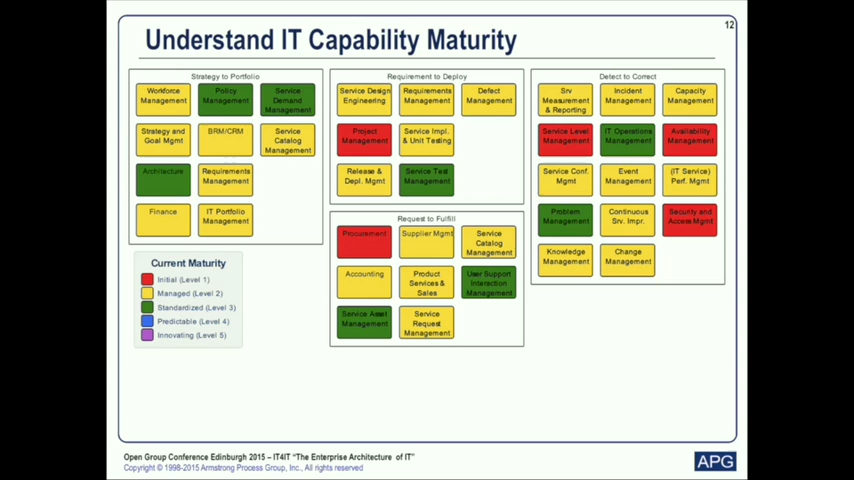 12
Understand IT Capability Maturity
Strategy to Portfolio
Workforce
Management
Policy
Management
Service
Demand
Management
Strategy and
Goal Mgmt
BRM/CRM
Service
Catalog
Management
Architecture
Requirements
Management
Finance
IT Portfolio
Management
Requirement to Deploy
Service Design
Engineering
Requirements
Management
Defect
Management
Project
Management
Service Impl.
& Unit Testing
Release &
Depl. Mgmt
Service Test
Management
Request to Fulfill
Procurement
Supplier Mgmt
Service
Catalog
Management
Accounting
Product
Services &
Sales
User Support
Interaction
Management
Service Asset
Management
Service
Request
Management
Detect to Correct
Srv
Measurement
& Reporting
Incident
Management
Capacity
Management
Service Level
Management
IT Operations
Management
Availability
Management
Service Conf.
Mgmt
Event
Management
(IT Service)
Perf. Mgmt
Problem
Management
Continuous
Srv. Impr.
Security and
Access Mgmt
Knowledge
Management
Change
Management
Current Maturity
Initial (Level 1)
Managed (Level 2)
Standardized (Level 3)
Predictable (Level 4)
Innovating (Level 5)
Open Group Conference Edinburgh 2015 – IT4IT "The Enterprise Architecture of IT"
Copyright © 1998-2015 Armstrong Process Group, Inc., All rights reserved
APG